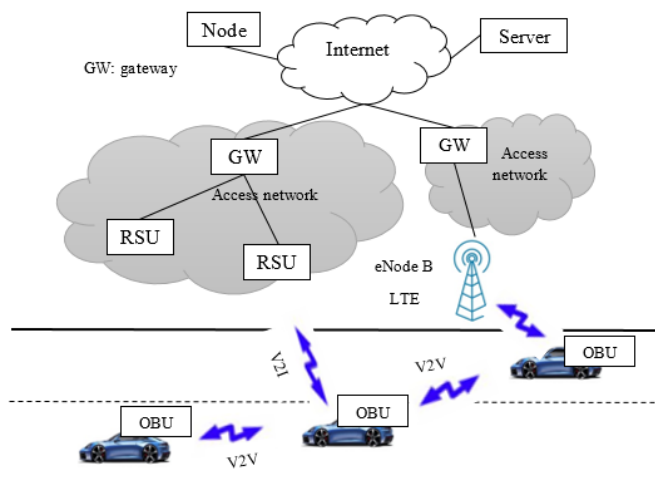 Node
Internet
Server
GW: gateway
GW
GW
Access
network
Access network
RSU
RSU
eNode B
LTE
V2I
V2V
OBU
OBU
OBU
V2V